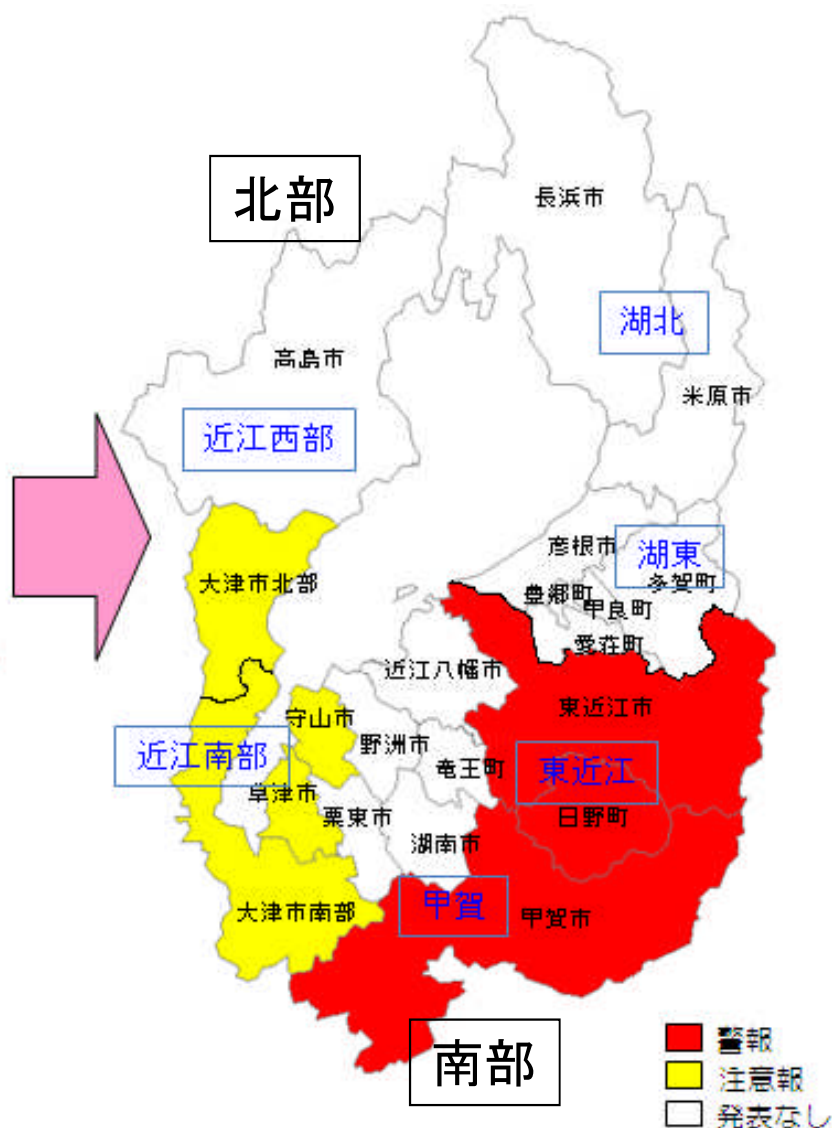 北部
長浜市
湖北
高島市
米原市
近江西部
彦根市
湖東
大津市北部
豊郷町
甲良町
多賀町
愛荘町
近江八幡市
東近江市
守山市
野洲市
近江南部
竜王町
東近江
草津市
栗東市
日野町
湖南市
甲賀
大津市南部
甲賀市
南部
警報
注意報
発表なし